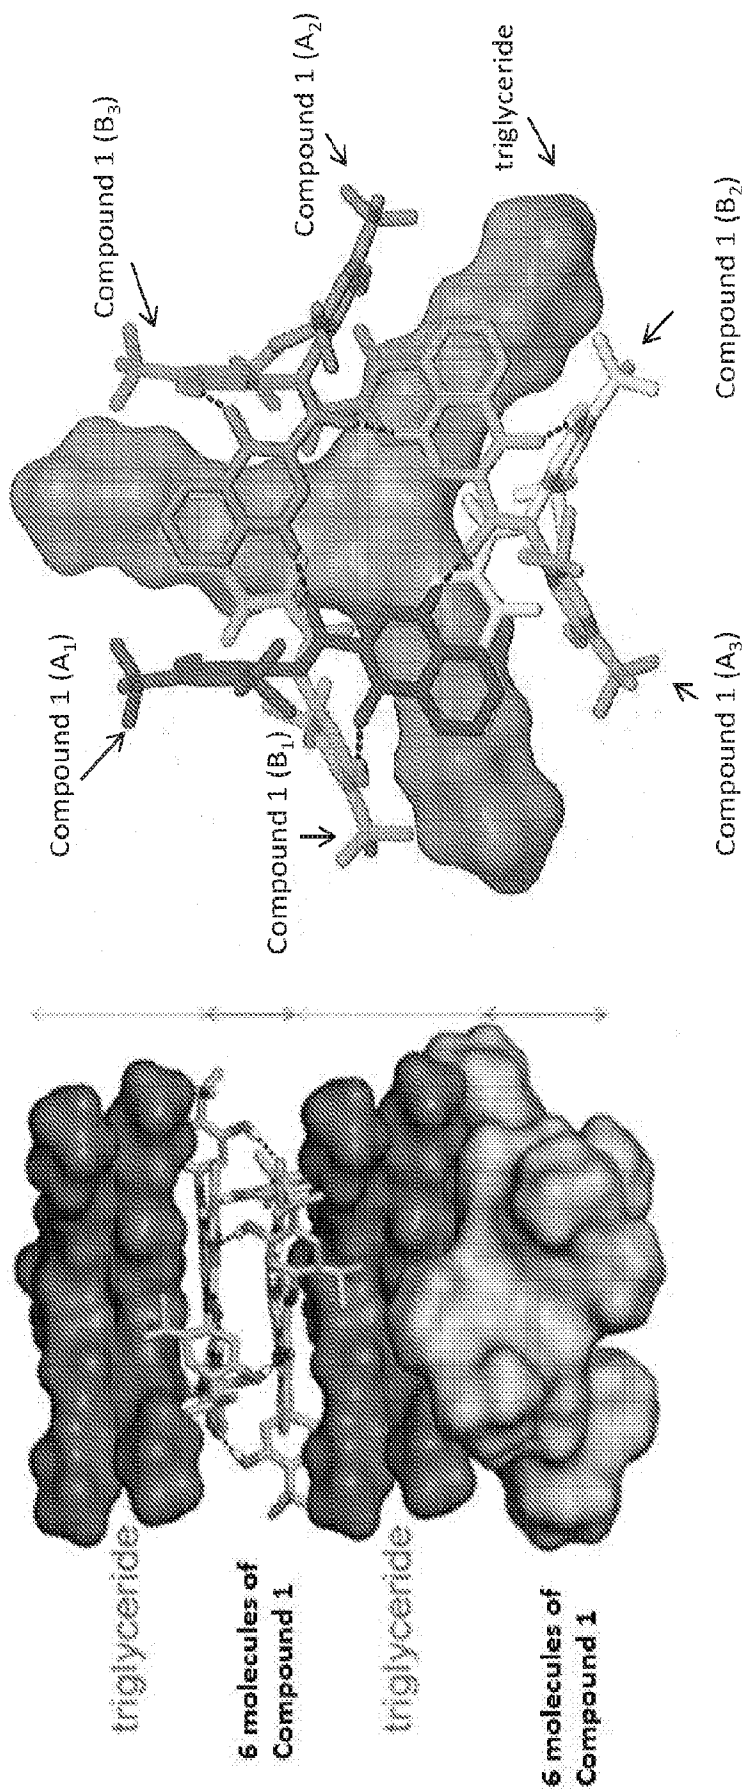 triglyceride
6 molecules of
Compound 1
triglyceride
6 molecules of
Compound 1
Compound 1 (A1)
Compound 1 (B3)
Compound 1 (A2)
Compound 1 (B1)
triglyceride
Compound 1 (A3)
Compound 1 (B2)